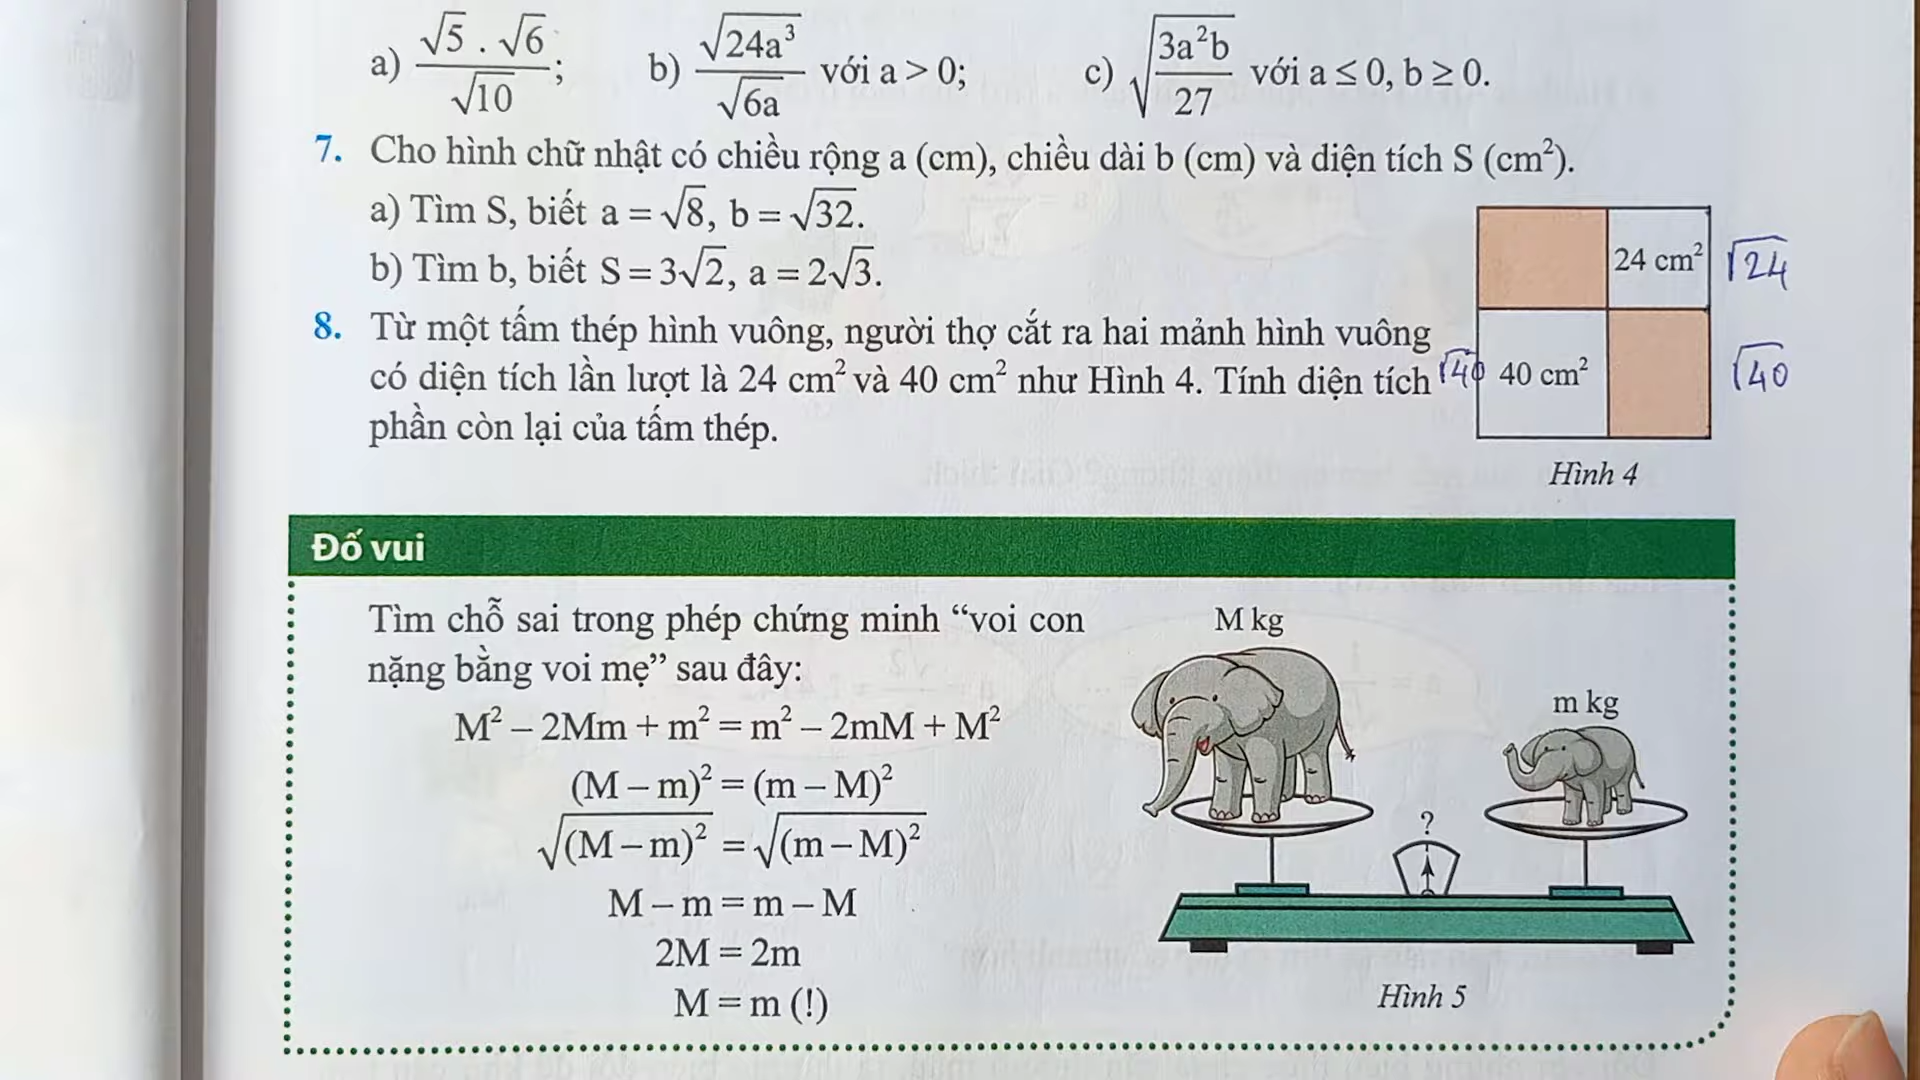 a) √5 . √6 / √10 ; b) √24a³ / √6a với a > 0; c) √(3a²b / 27) với a ≤ 0, b ≥ 0.
7. Cho hình chữ nhật có chiều rộng a (cm), chiều dài b (cm) và diện tích S (cm²).
a) Tìm S, biết a = √8, b = √32.
b) Tìm b, biết S = 3√2, a = 2√3.
8. Từ một tấm thép hình vuông, người thợ cắt ra hai mảnh hình vuông
có diện tích lần lượt là 24 cm² và 40 cm² như Hình 4. Tính diện tích
phần còn lại của tấm thép.
24 cm² √24
√40 40 cm² √40
Hình 4
Đố vui
Tìm chỗ sai trong phép chứng minh “voi con
nặng bằng voi mẹ” sau đây:
M² – 2Mm + m² = m² – 2mM + M²
(M – m)² = (m – M)²
√(M – m)² = √(m – M)²
M – m = m – M
2M = 2m
M = m (!)
M kg
m kg
?
Hình 5